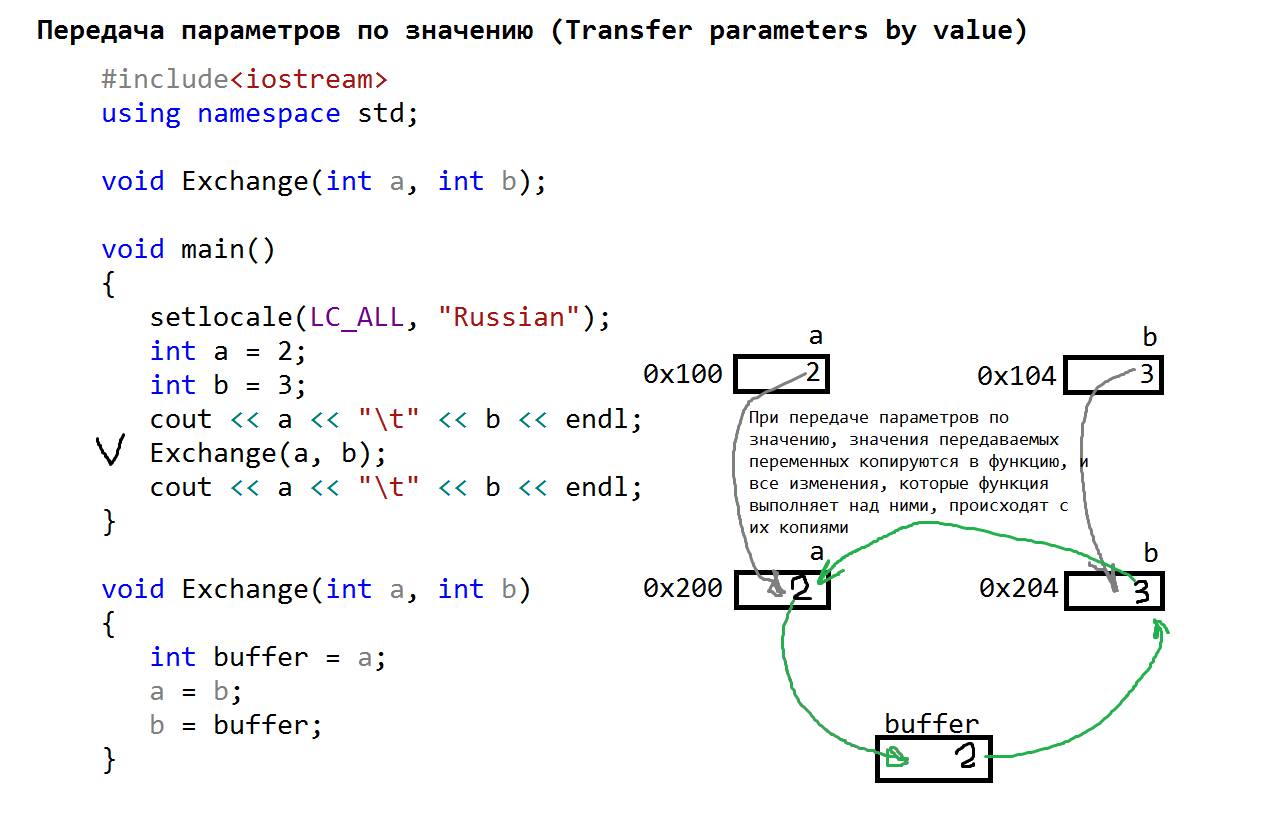 Передача параметров по значению (Transfer parameters by value)
#include<iostream>
using namespace std;
void Exchange(int a, int b);
void main()
{
setlocale(LC_ALL, "Russian");
int a = 2;
int b = 3;
cout << a << "\t" << b << endl;
Exchange(a, b);
cout << a << "\t" << b << endl;
}
void Exchange(int a, int b)
{
int buffer = a;
a = b;
b = buffer;
}
a
b
0x100
2
0x104
3
При передаче параметров по
значению, значения передаваемых
переменных копируются в функцию, и
все изменения, которые функция
выполняет над ними, происходят с
их копиями
a
b
0x200
2
0x204
3
buffer
2